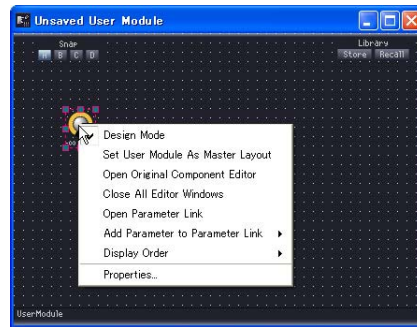 Unsaved User Module
Snap
A B C D
Library
Store Recall
Design Mode
Set User Module As Master Layout
Open Original Component Editor
Close All Editor Windows
Open Parameter Link
Add Parameter to Parameter Link
Display Order
Properties...
UserModule